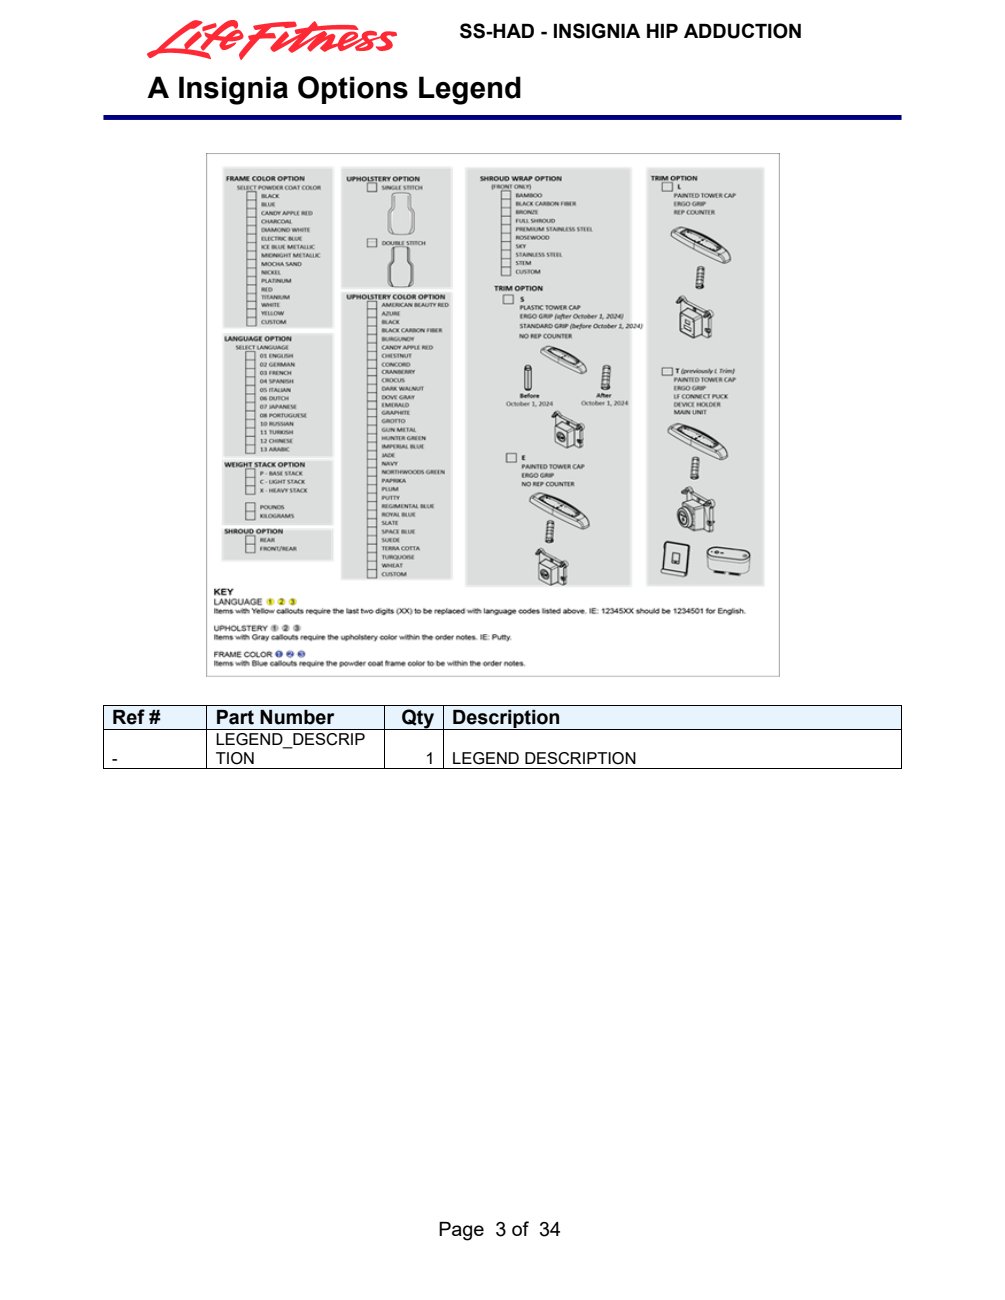 Life Fitness
SS-HAD - INSIGNIA HIP ADDUCTION
A Insignia Options Legend
FRAME COLOR OPTION
SELECT POWDER COAT COLOR
BLACK
BLUE
CANDY APPLE RED
CHARCOAL
DIAMOND WHITE
ELECTRIC BLUE
ICE BLUE METALLIC
MIDNIGHT METALLIC
MOCHA SAND
NICKEL
PLATINUM
RED
TITANIUM
WHITE
YELLOW
CUSTOM
LANGUAGE OPTION
SELECT LANGUAGE
01 ENGLISH
02 GERMAN
03 FRENCH
04 SPANISH
05 ITALIAN
06 DUTCH
07 JAPANESE
08 PORTUGUESE
10 RUSSIAN
11 TURKISH
12 CHINESE
13 ARABIC
WEIGHT STACK OPTION
P - BASE STACK
C - LIGHT STACK
X - HEAVY STACK
POUNDS
KILOGRAMS
SHROUD OPTION
REAR
FRONT/REAR
UPHOLSTERY OPTION
SINGLE STITCH
DOUBLE STITCH
UPHOLSTERY COLOR OPTION
AMERICAN BEAUTY RED
AZURE
BLACK
BLACK CARBON FIBER
BURGUNDY
CANDY APPLE RED
CHESTNUT
CONCORD
CRANBERRY
CROCUS
DARK WALNUT
DOVE GRAY
EMERALD
GRAPHITE
GROTTO
GUN METAL
HUNTER GREEN
IMPERIAL BLUE
JADE
NAVY
NORTHWOODS GREEN
PAPRIKA
PLUM
PUTTY
REGIMENTAL BLUE
ROYAL BLUE
SLATE
SPACE BLUE
SUEDE
TERRA COTTA
TURQUOISE
WHEAT
CUSTOM
SHROUD WRAP OPTION
(FRONT ONLY)
BAMBOO
BLACK CARBON FIBER
BRONZE
FULL SHROUD
PREMIUM STAINLESS STEEL
ROSEWOOD
SKY
STAINLESS STEEL
STEM
CUSTOM
TRIM OPTION
S
PLASTIC TOWER CAP
ERGO GRIP (after October 1, 2024)
STANDARD GRIP (before October 1, 2024)
NO REP COUNTER
Before
October 1, 2024
After
October 1, 2024
E
PAINTED TOWER CAP
ERGO GRIP
NO REP COUNTER
TRIM OPTION
L
PAINTED TOWER CAP
ERGO GRIP
REP COUNTER
T (previously L Trim)
PAINTED TOWER CAP
ERGO GRIP
LF CONNECT PUCK
DEVICE HOLDER
MAIN UNIT
KEY
LANGUAGE 1 2 3
Items with Yellow callouts require the last two digits (XX) to be replaced with language codes listed above. IE: 12345XX should be 1234501 for English.
UPHOLSTERY 1 2 3
Items with Gray callouts require the upholstery color within the order notes. IE: Putty.
FRAME COLOR 1 2 3
Items with Blue callouts require the powder coat frame color to be within the order notes.
Ref # Part Number Qty Description
- LEGEND_DESCRIP
TION 1 LEGEND DESCRIPTION
Page 3 of 34